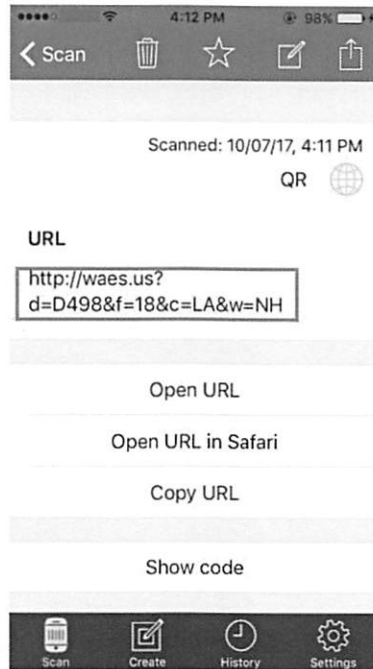 4:12 PM
98%
Scan
Scanned: 10/07/17, 4:11 PM
QR
URL
http://waes.us?
d=D498&f=18&c=LA&w=NH
Open URL
Open URL in Safari
Copy URL
Show code
Scan
Create
History
Settings